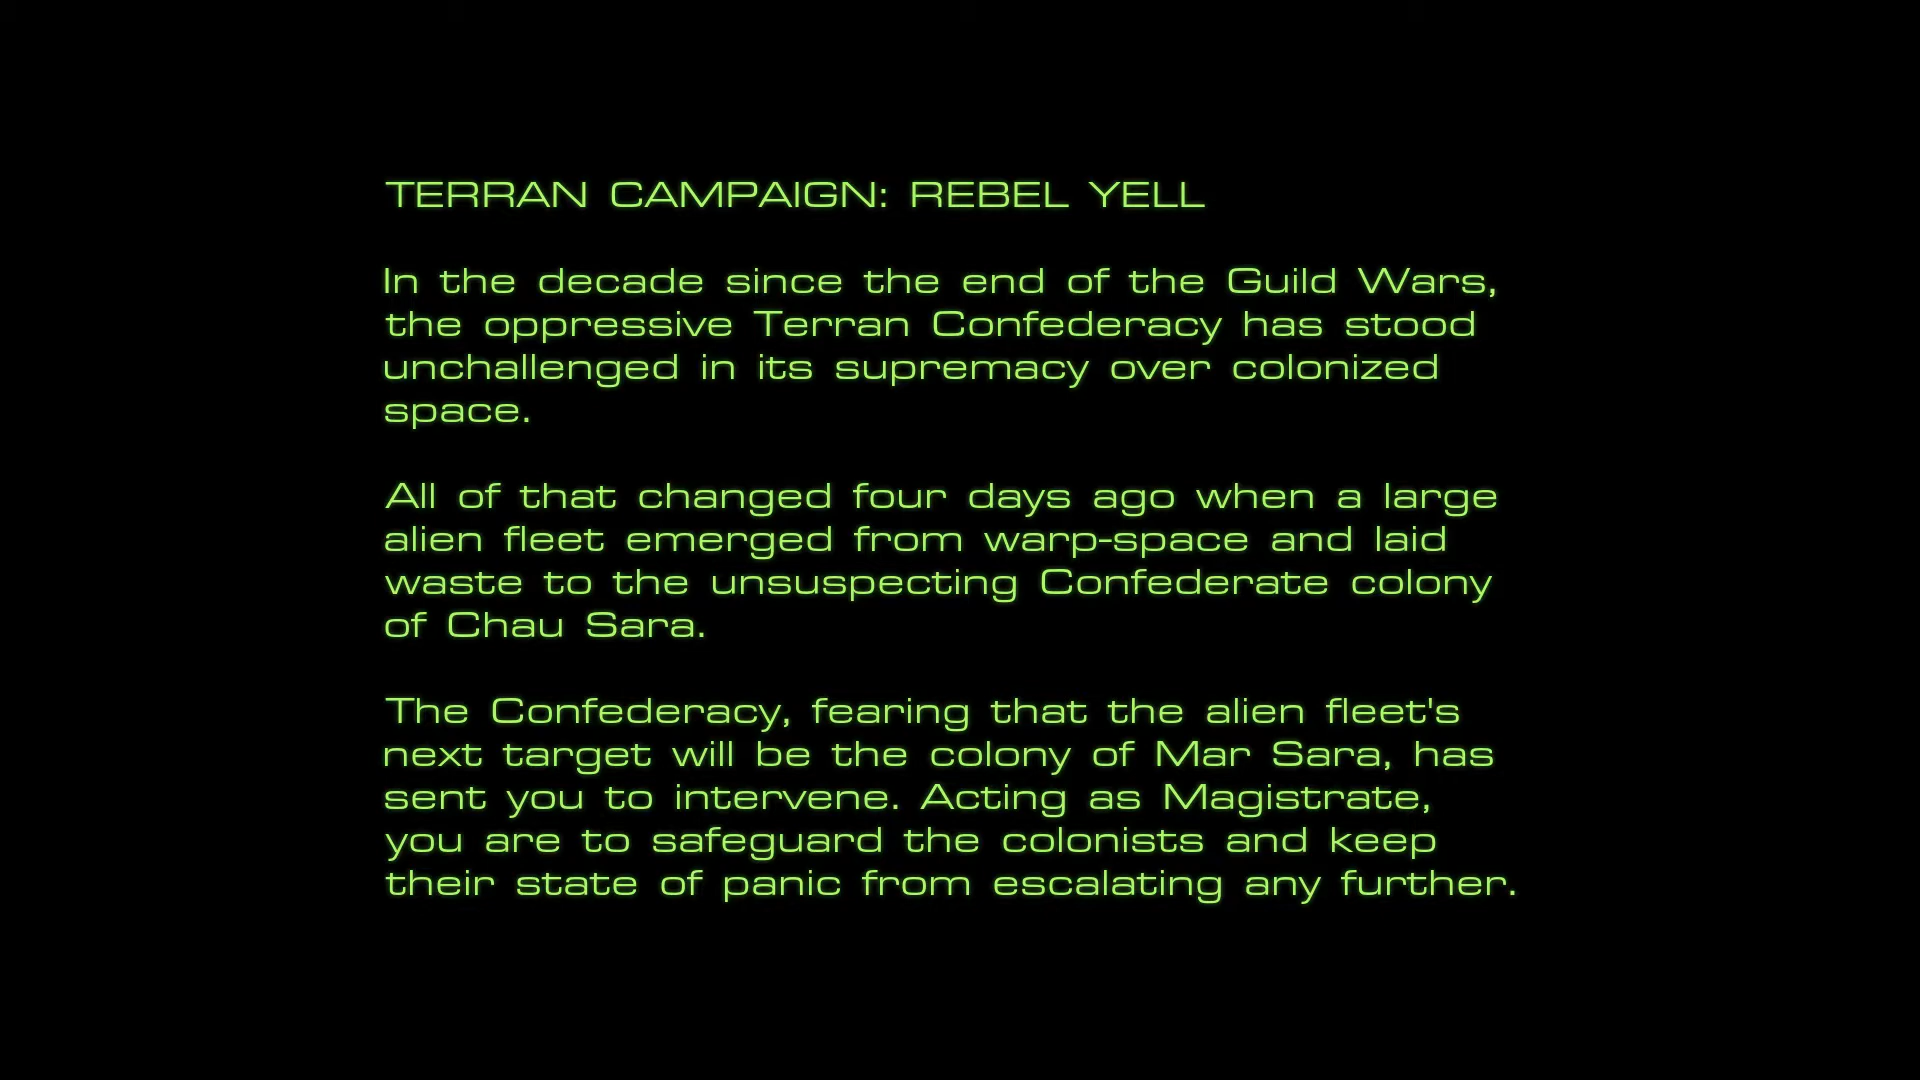 TERRAN CAMPAIGN: REBEL YELL
In the decade since the end of the Guild Wars,
the oppressive Terran Confederacy has stood
unchallenged in its supremacy over colonized
space.
All of that changed four days ago when a large
alien fleet emerged from warp-space and laid
waste to the unsuspecting Confederate colony
of Chau Sara.
The Confederacy, fearing that the alien fleet's
next target will be the colony of Mar Sara, has
sent you to intervene. Acting as Magistrate,
you are to safeguard the colonists and keep
their state of panic from escalating any further.